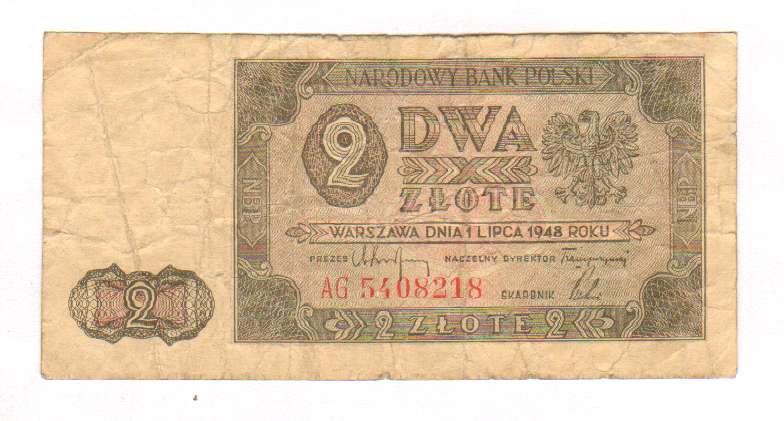 NARODOWY BANK POLSKI
2
DWA
ZŁOTE
NBP
NBP
WARSZAWA DNIA 1 LIPCA 1948 ROKU
PREZES
NACZELNY DYREKTOR
AG 5408218
SKARBNIK
2
2 ZŁOTE 2